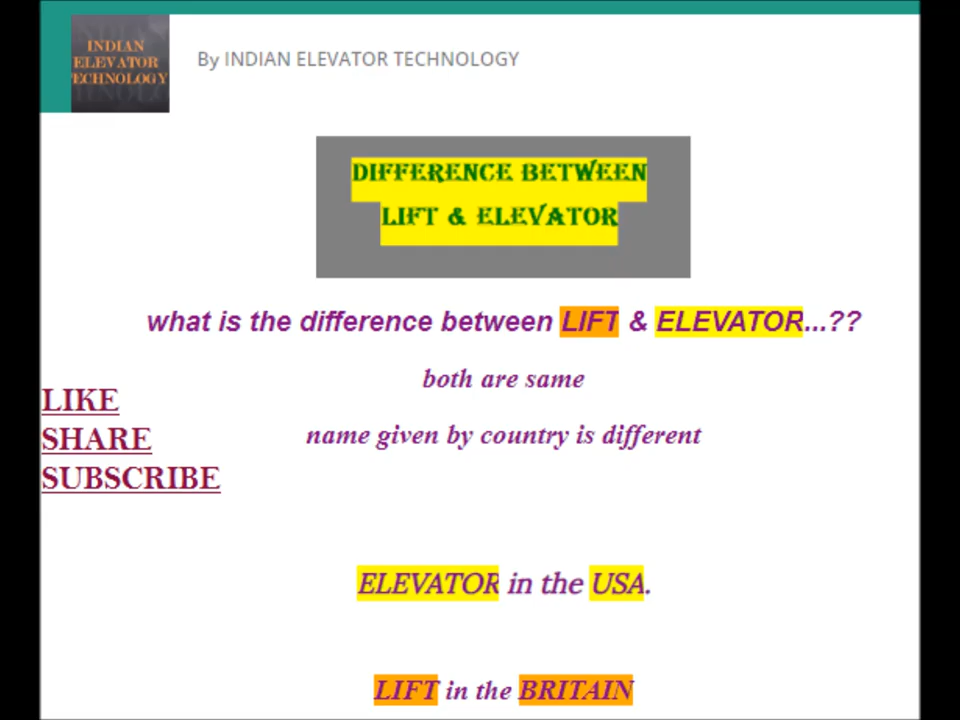 INDIAN
ELEVATOR
TECHNOLOGY
By INDIAN ELEVATOR TECHNOLOGY
DIFFERENCE BETWEEN
LIFT & ELEVATOR
what is the difference between LIFT & ELEVATOR...??
both are same
name given by country is different
LIKE
SHARE
SUBSCRIBE
ELEVATOR in the USA.
LIFT in the BRITAIN